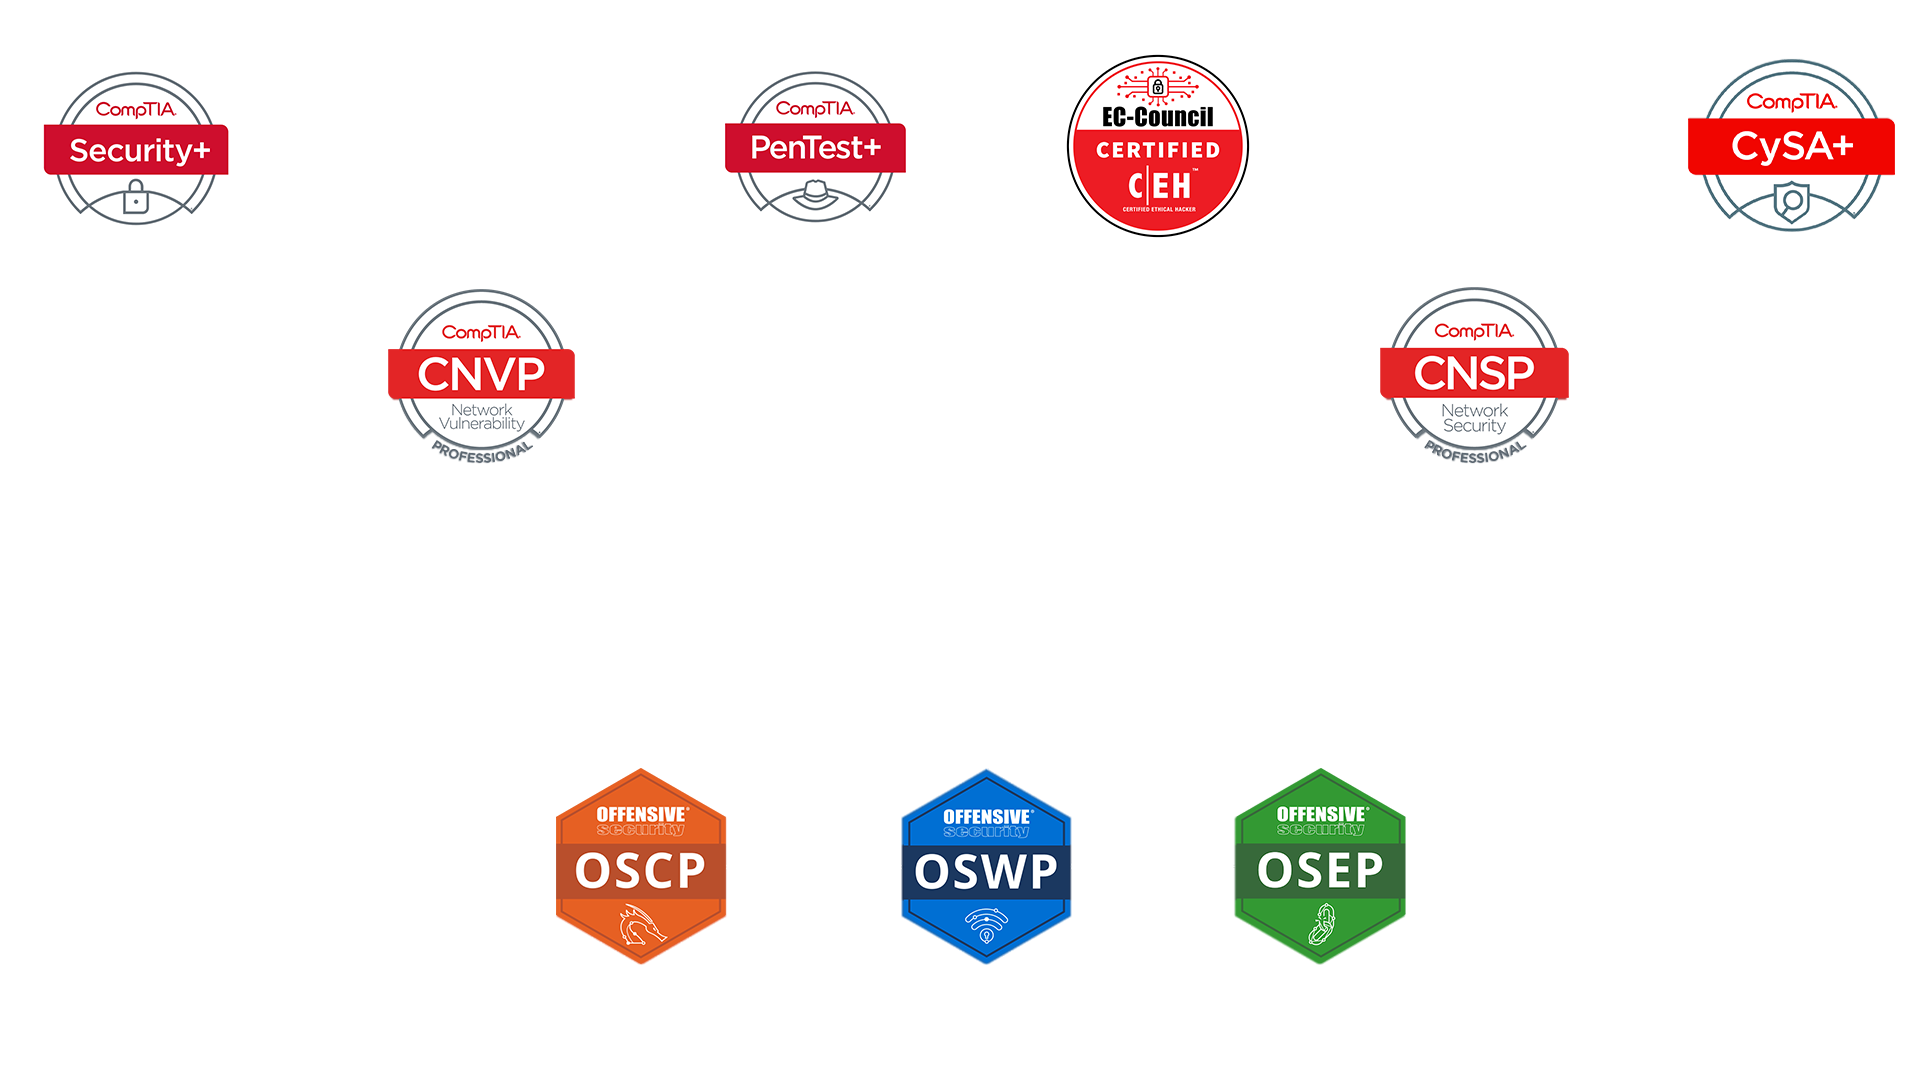 CompTIA.
Security+
CompTIA.
PenTest+
EC-Council
CERTIFIED
C|EH™
CERTIFIED ETHICAL HACKER
CompTIA.
CySA+
CompTIA.
CNVP
Network
Vulnerability
PROFESSIONAL
CompTIA.
CNSP
Network
Security
PROFESSIONAL
OFFENSIVE®
security
OSCP
OFFENSIVE®
security
OSWP
OFFENSIVE®
security
OSEP